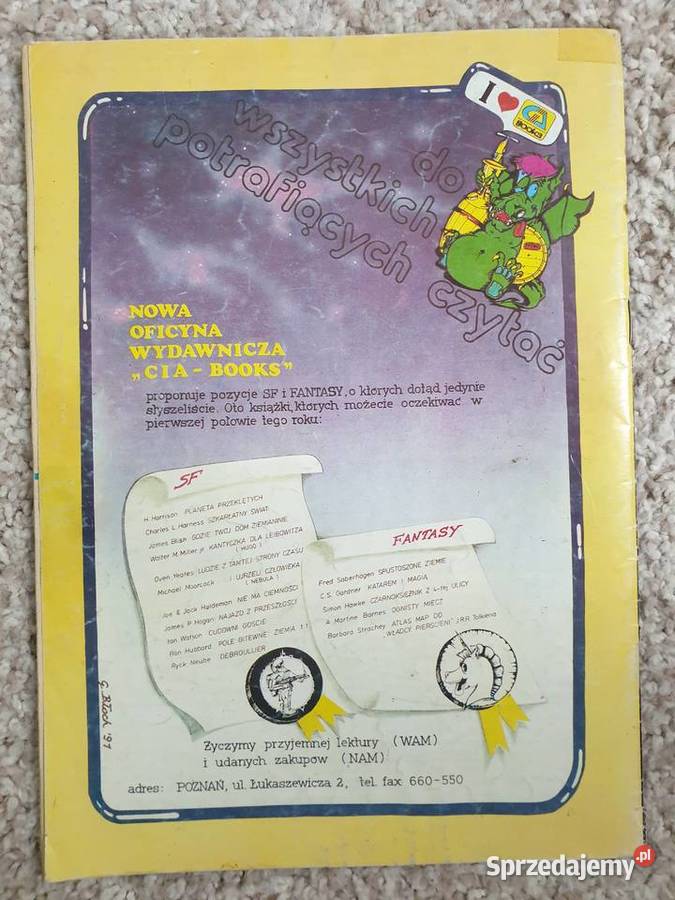 I ❤ CIA Books
do
wszystkich
potrafiących czytać
NOWA
OFICYNA
WYDAWNICZA
„CIA – BOOKS"
proponuje pozycje SF i FANTASY, o których dotąd jedynie
słyszeliście. Oto książki, których możecie oczekiwać w
pierwszej połowie tego roku:
SF
H. Harrison PLANETA PRZEKLĘTYCH
Charles L. Harness SZKARŁATNY ŚWIAT
James Blish GDZIE TWÓJ DOM ZIEMIANINIE
Walter M. Miller jr. KANTYCZKA DLA LEIBOWITZA
( HUGO )
Oven Yeates LUDZIE Z TAMTEJ STRONY CZASU
Michael Moorcock I UJRZELI CZŁOWIEKA
( NEBULA )
Joe & Jack Haldeman NIE MA CIEMNOŚCI
James P. Hogan NAJAZD Z PRZESZŁOŚCI
Ian Watson CUDOWNI GOŚCIE
Ron Hubbard POLE BITEWNE: ZIEMIA t.1
Ryck Neube DEBROULLIER
FANTASY
Fred Saberhagen SPUSTOSZONE ZIEMIE
C.S. Gardner KATAREM I MAGIĄ
Simon Hawke CZARNOKSIĘŻNIK Z 4-tej ULICY
A. Martine Barnes OGNISTY MIECZ
Barbara Strachey ATLAS MAP DO
"WŁADCY PIERŚCIENI" J.R.R. Tolkiena
G. Błoch '91
Życzymy przyjemnej lektury (WAM)
i udanych zakupów (NAM)
adres: POZNAŃ, ul. Łukaszewicza 2, tel. fax 660-550
Sprzedajemy.pl